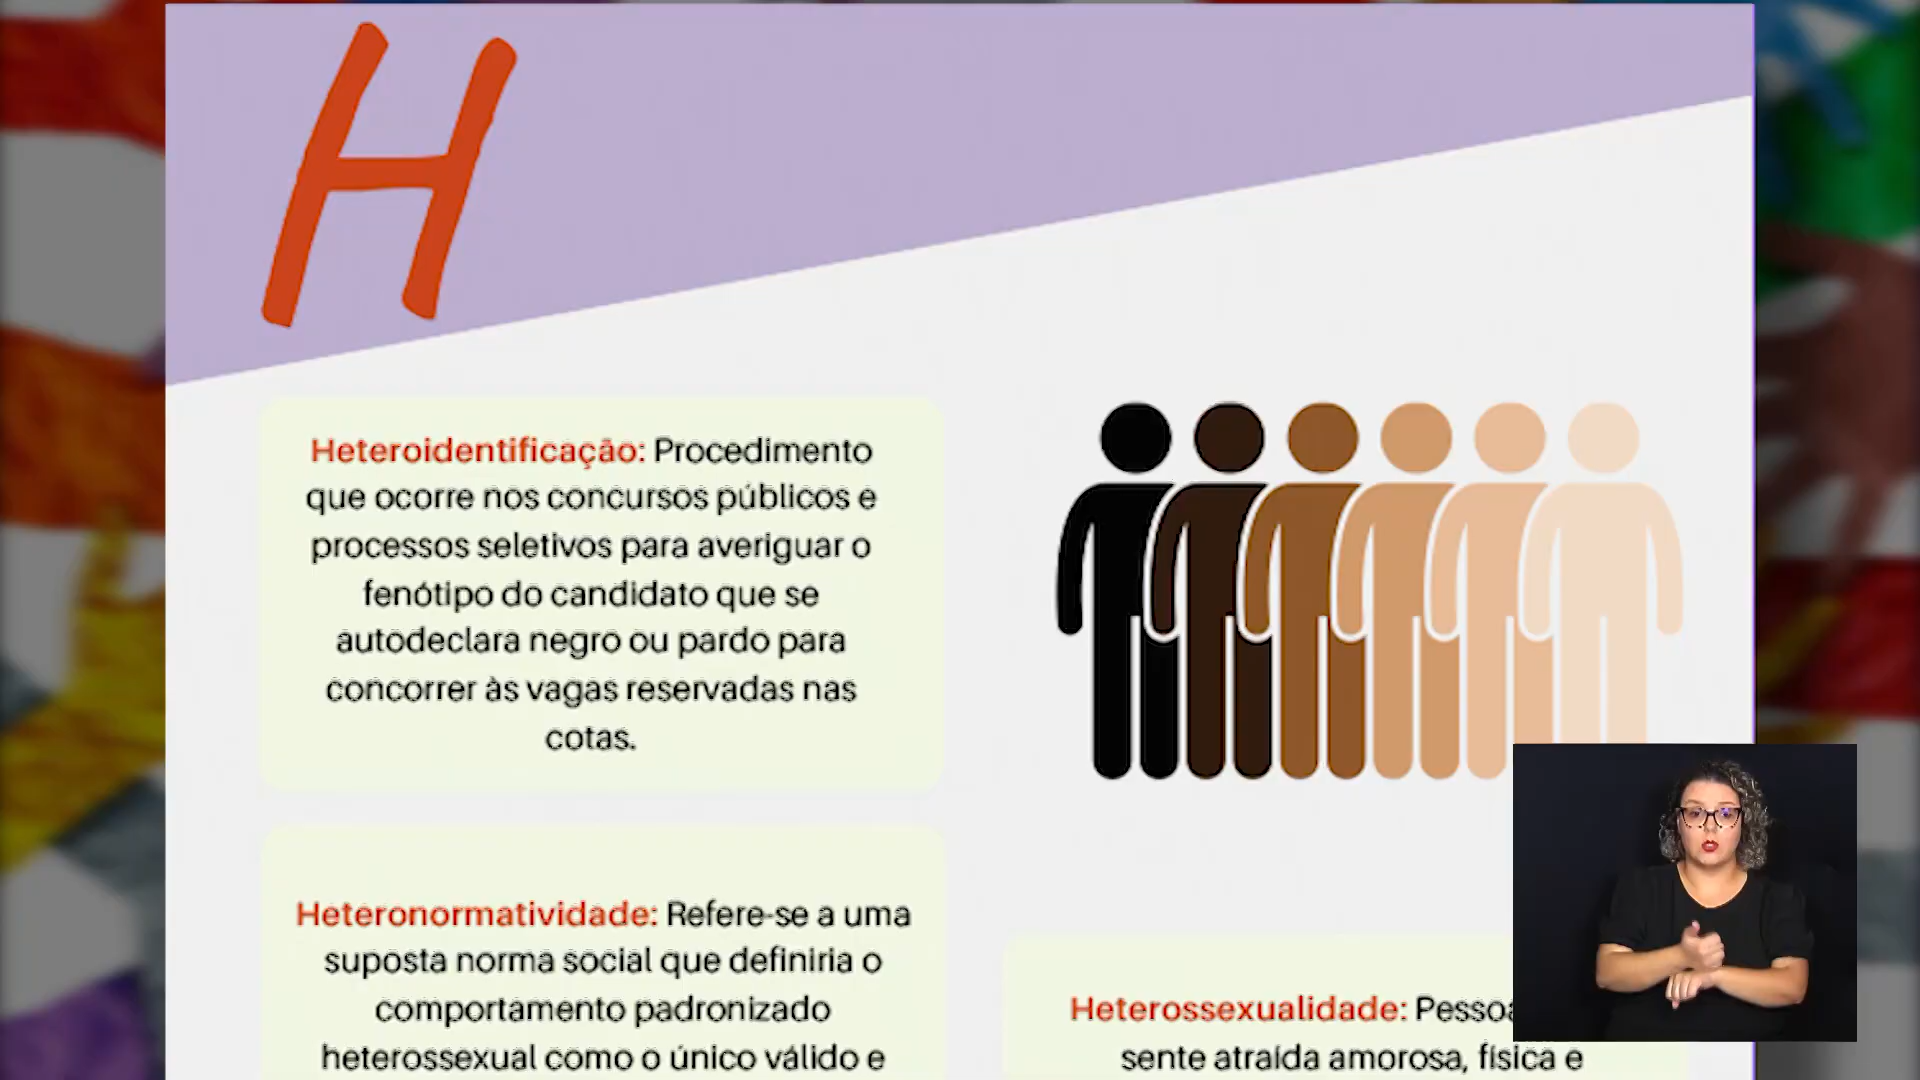 H
Heteroidentificação: Procedimento
que ocorre nos concursos públicos e
processos seletivos para averiguar o
fenótipo do candidato que se
autodeclara negro ou pardo para
concorrer às vagas reservadas nas
cotas.
Heteronormatividade: Refere-se a uma
suposta norma social que definiria o
comportamento padronizado
heterossexual como o único válido e
Heterossexualidade:
sente atraída amorosa, física e